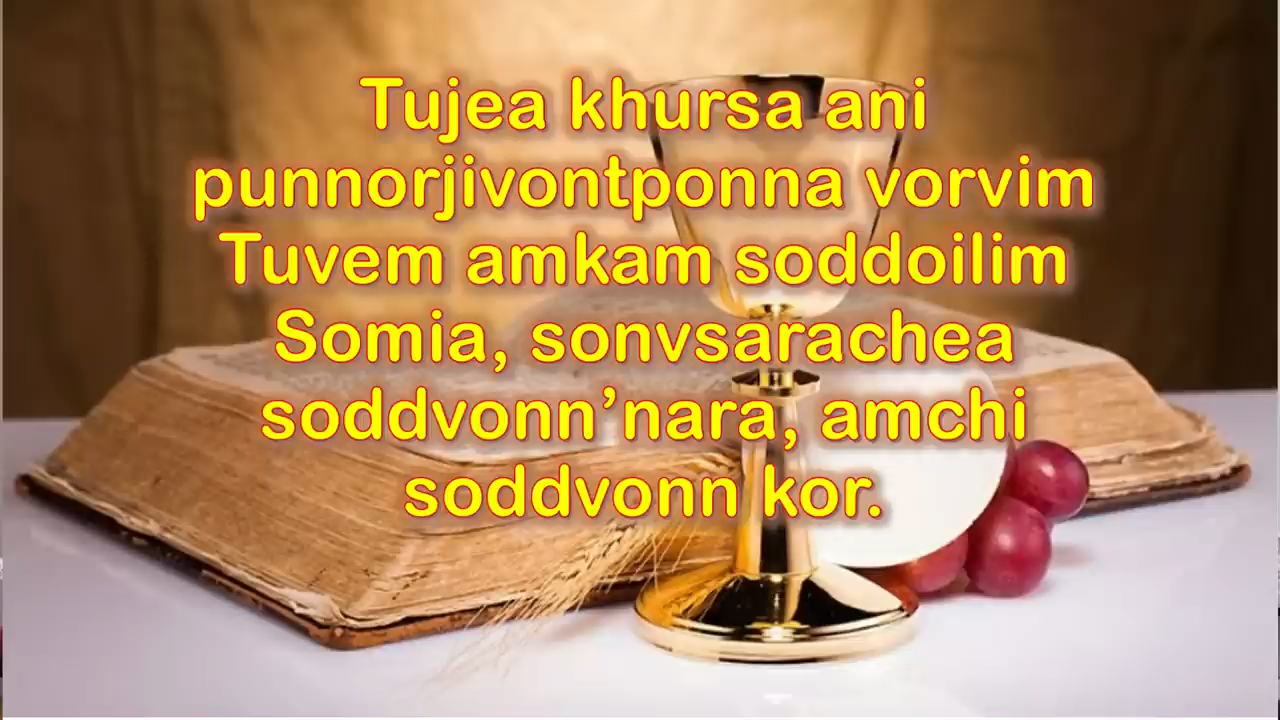 Tujea khursa ani
punnorjivontponna vorvim
Tuvem amkam soddoilim
Somia, sonvsarachea
soddvonn’nara, amchi
soddvonn kor.